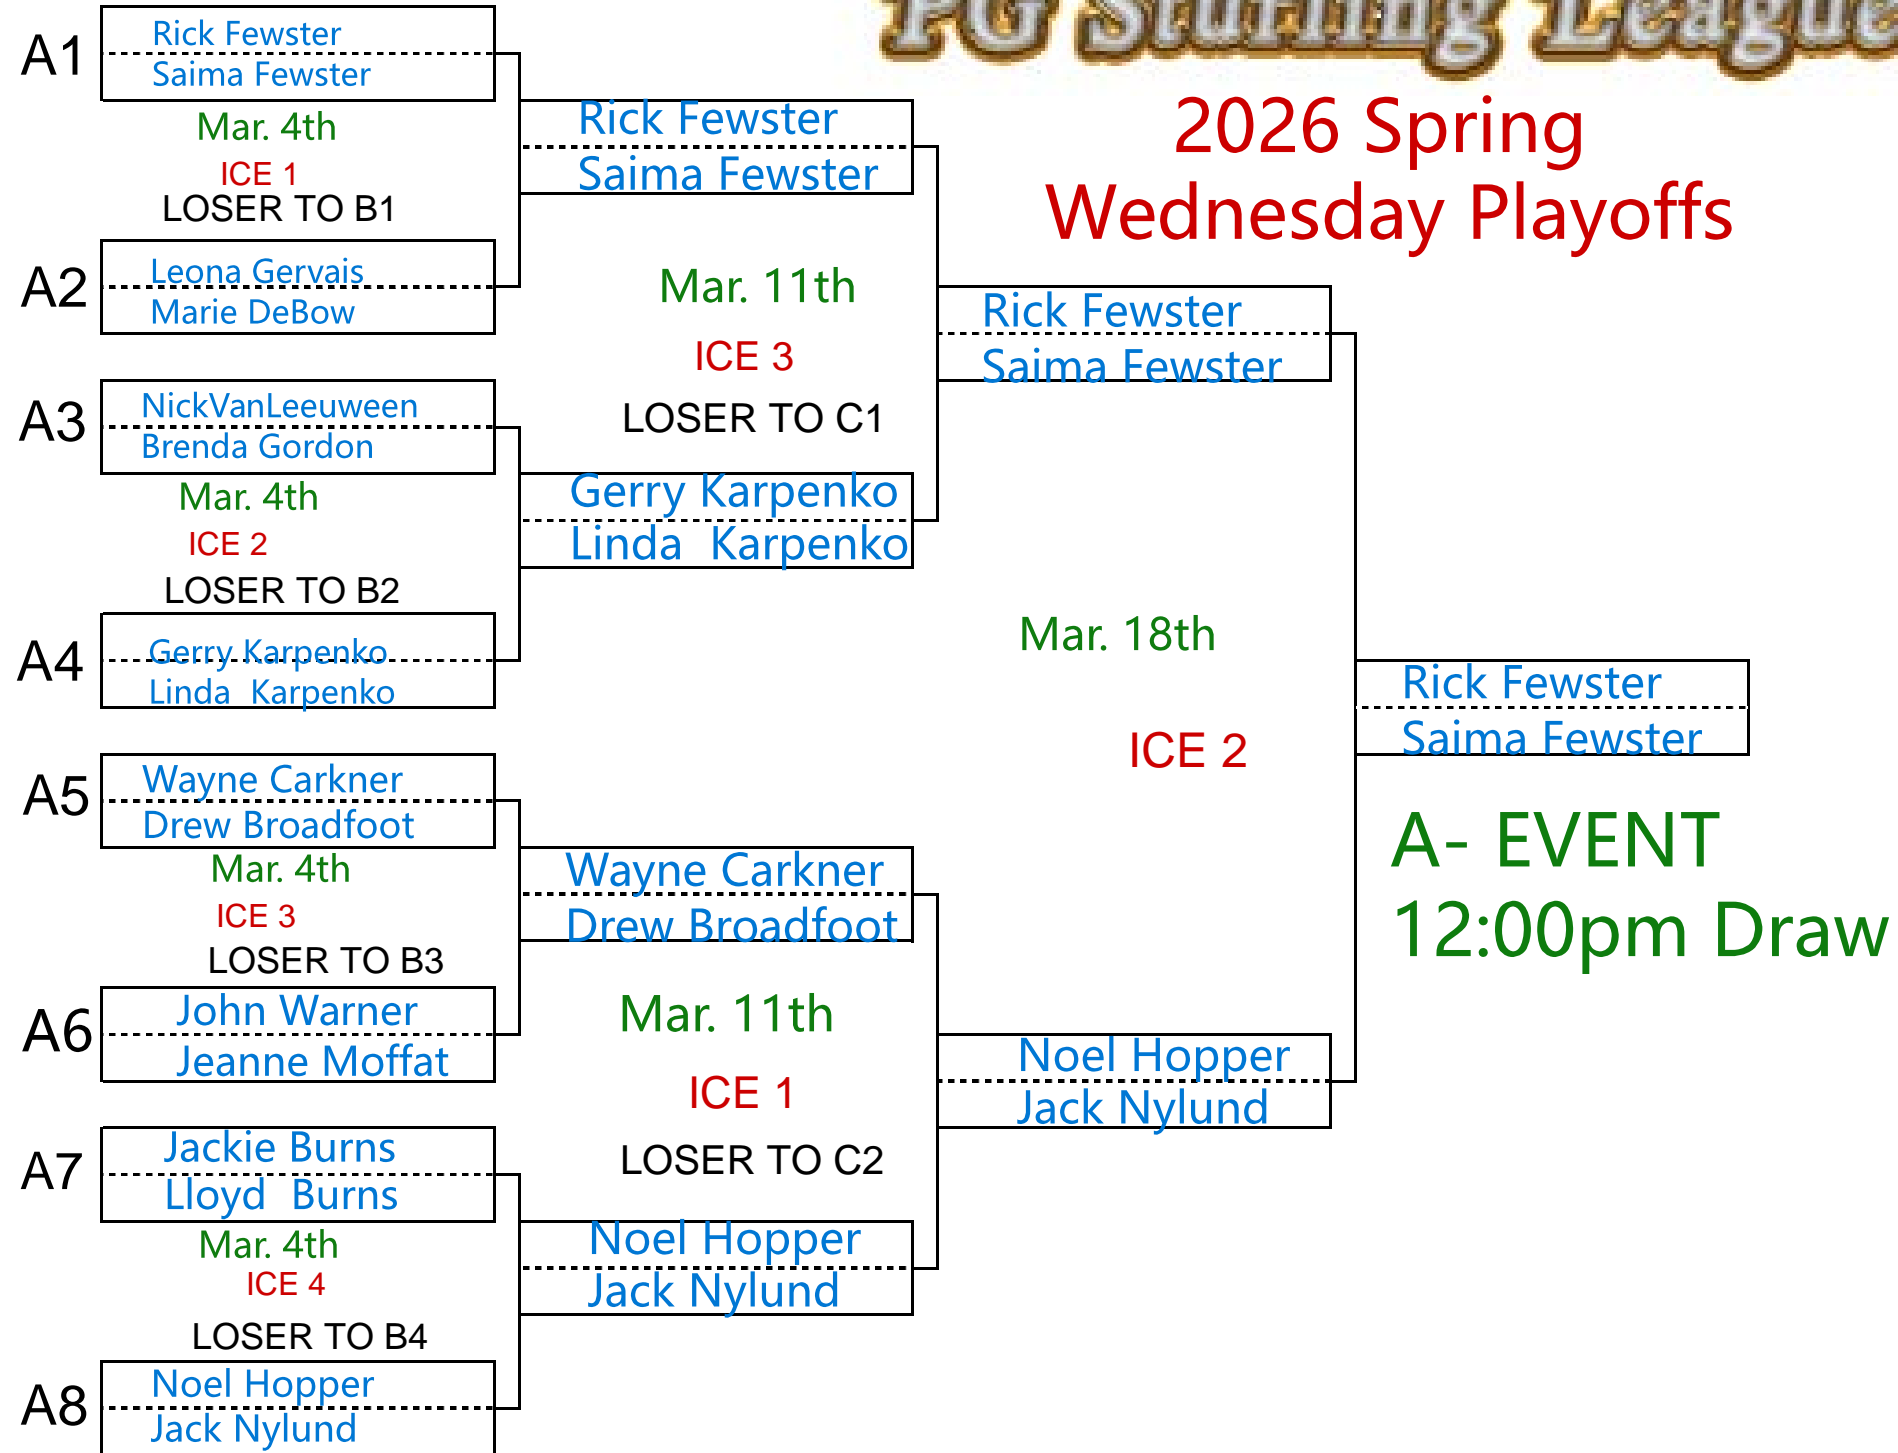 PG Sturling League
2026 Spring
Wednesday Playoffs
A1
Rick Fewster
Saima Fewster
Mar. 4th
ICE 1
LOSER TO B1
A2
Leona Gervais
Marie DeBow
A3
NickVanLeeuween
Brenda Gordon
Mar. 4th
ICE 2
LOSER TO B2
A4
Gerry Karpenko
Linda Karpenko
A5
Wayne Carkner
Drew Broadfoot
Mar. 4th
ICE 3
LOSER TO B3
A6
John Warner
Jeanne Moffat
A7
Jackie Burns
Lloyd Burns
Mar. 4th
ICE 4
LOSER TO B4
A8
Noel Hopper
Jack Nylund
Rick Fewster
Saima Fewster
Mar. 11th
ICE 3
LOSER TO C1
Gerry Karpenko
Linda Karpenko
Wayne Carkner
Drew Broadfoot
Mar. 11th
ICE 1
LOSER TO C2
Noel Hopper
Jack Nylund
Rick Fewster
Saima Fewster
Mar. 18th
ICE 2
Noel Hopper
Jack Nylund
Rick Fewster
Saima Fewster
A- EVENT
12:00pm Draw